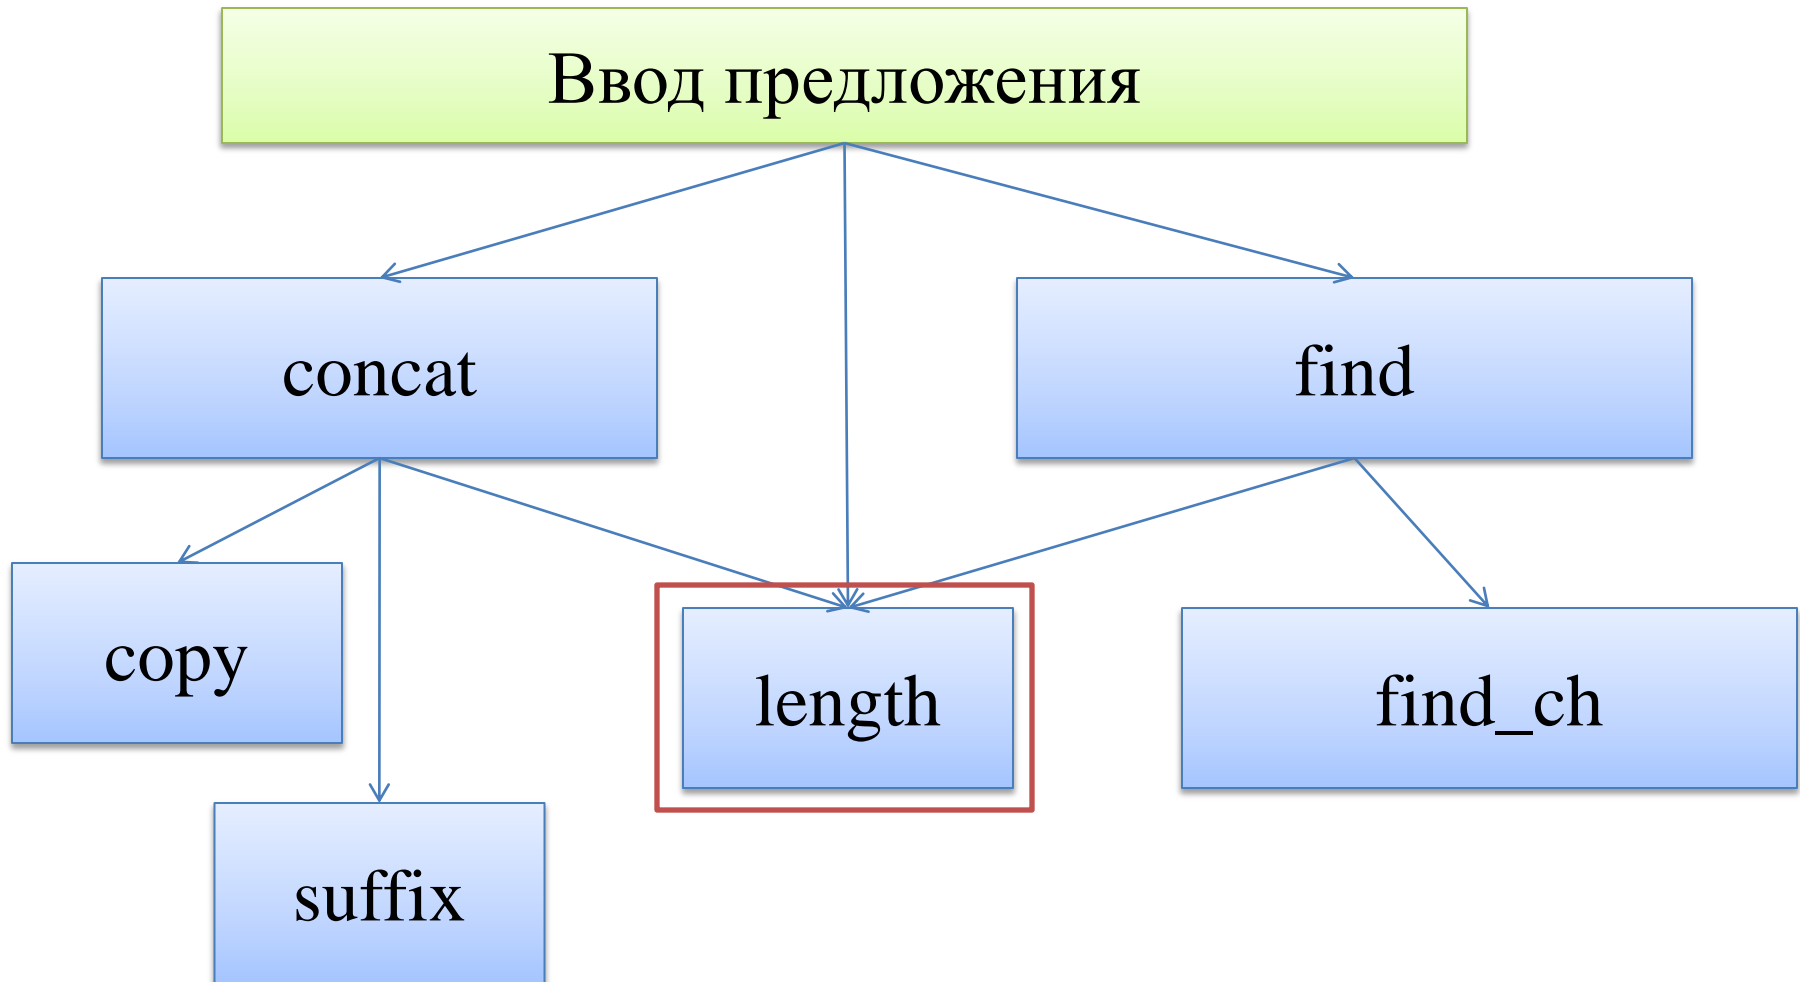 Ввод предложения
concat
find
copy
length
find_ch
suffix